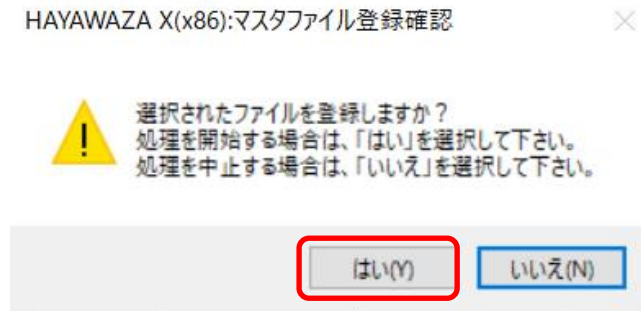 HAYAWAZA X(x86):マスタファイル登録確認
選択されたファイルを登録しますか?
処理を開始する場合は、「はい」を選択して下さい。
処理を中止する場合は、「いいえ」を選択して下さい。
はい(Y)
いいえ(N)